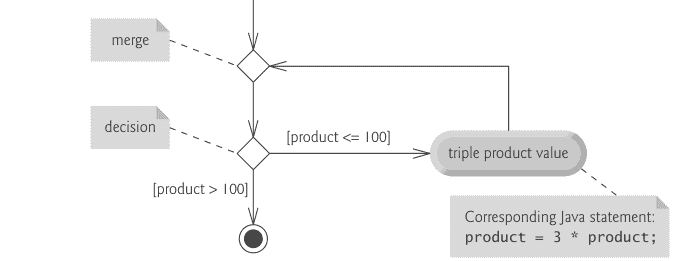 merge
decision
[product <= 100]
triple product value
[product > 100]
Corresponding Java statement:
product = 3 * product;